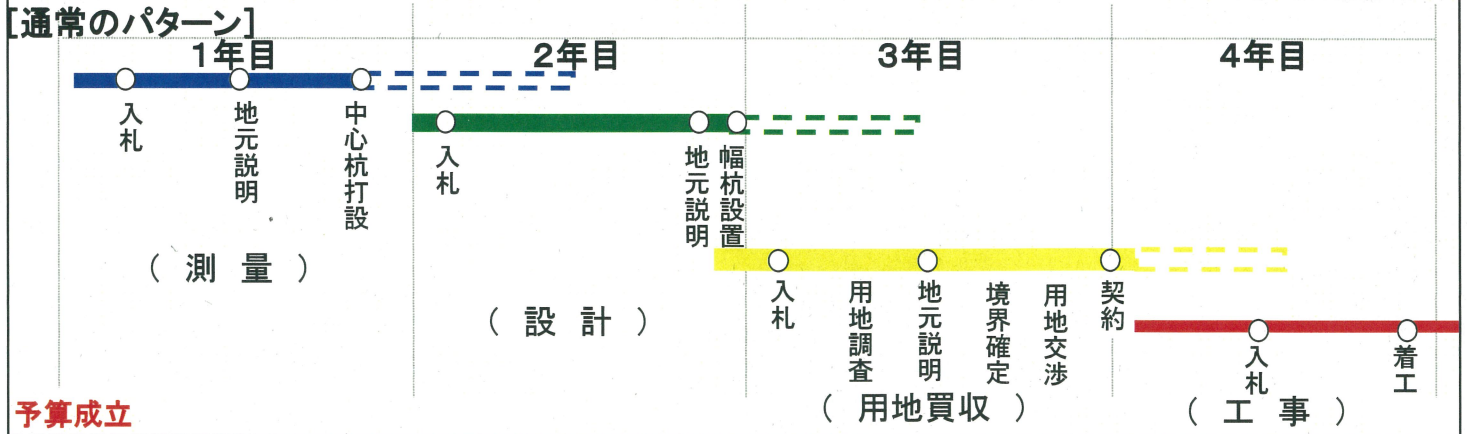 [通常のパターン]
1年目
2年目
3年目
4年目
入札
地元説明
中心杭打設
(測量)
入札
地元説明
幅杭設置
(設計)
入札
用地調査
地元説明
境界確定
用地交渉
契約
(用地買収)
入札
着工
(工事)
予算成立